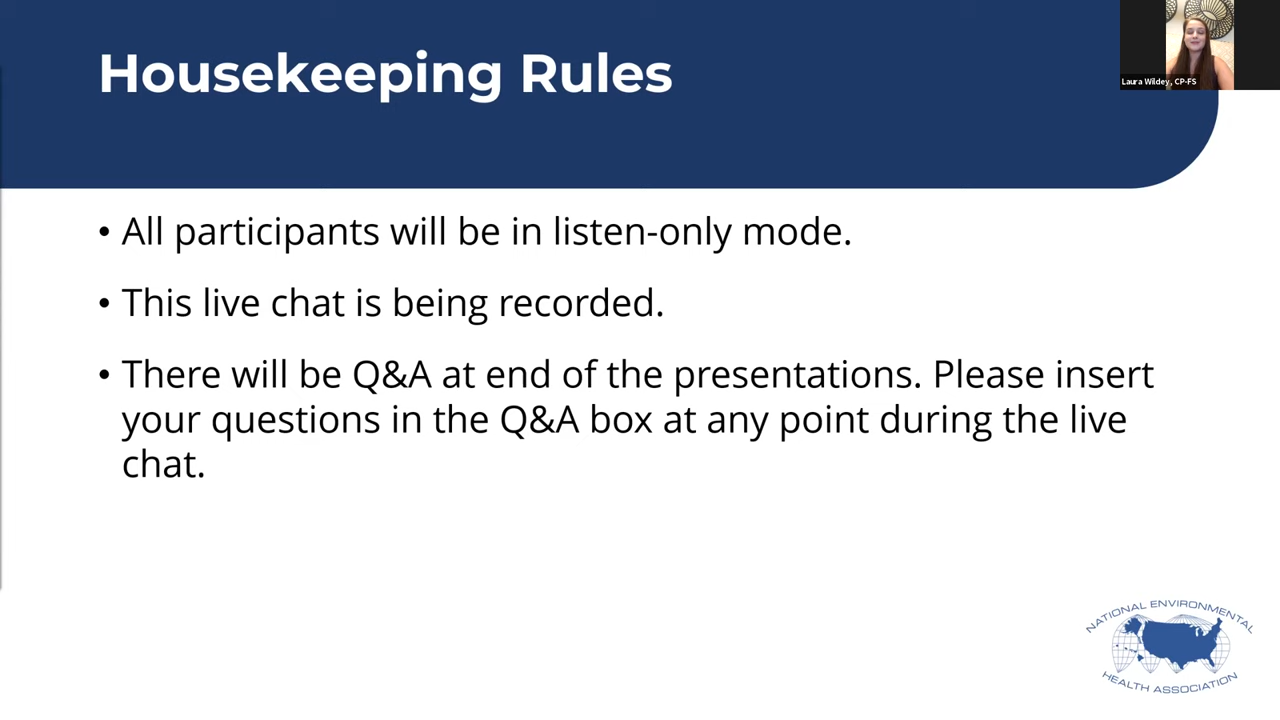 Housekeeping Rules
Laura Wildey, CP-FS
• All participants will be in listen-only mode.
• This live chat is being recorded.
• There will be Q&A at end of the presentations. Please insert
your questions in the Q&A box at any point during the live
chat.
NATIONAL ENVIRONMENTAL
HEALTH ASSOCIATION